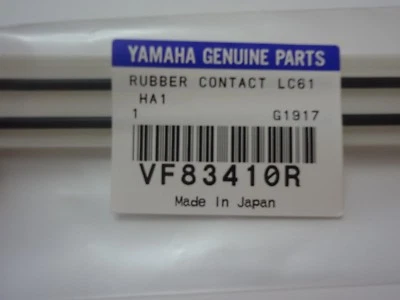 YAMAHA GENUINE PARTS
RUBBER CONTACT LC61
HA1
1 G1917
VF83410R
Made In Japan